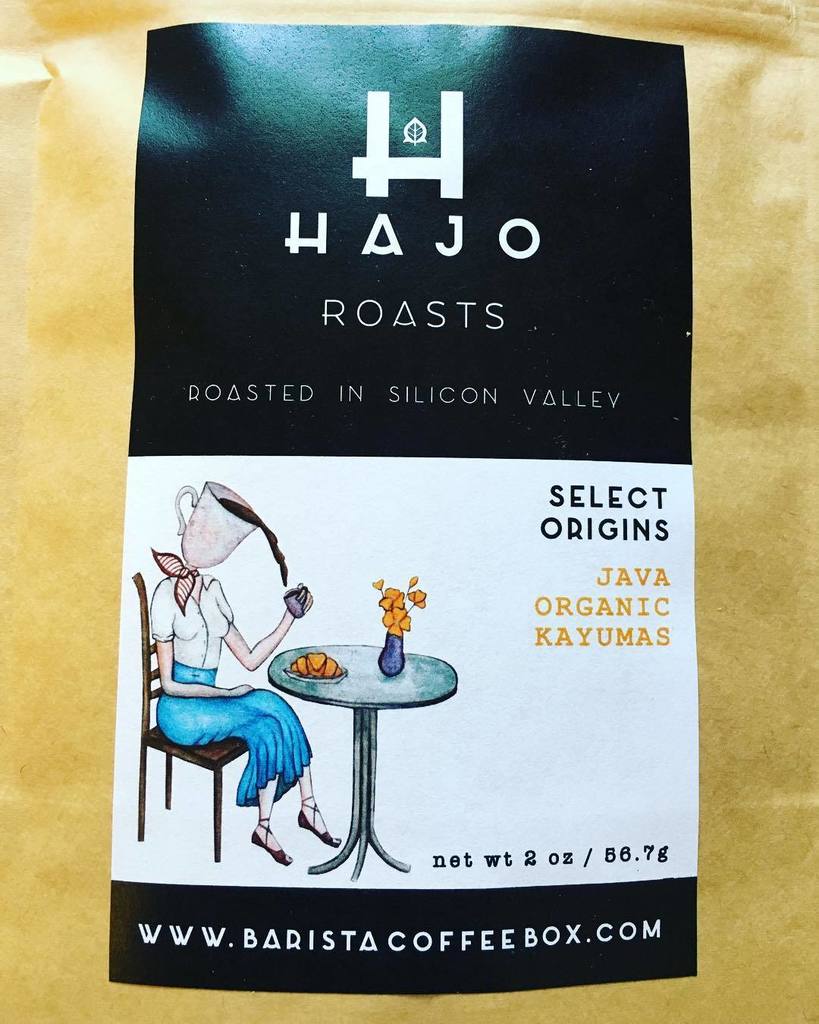 H
HAJO
ROASTS
ROASTED IN SILICON VALLEY
SELECT
ORIGINS
JAVA
ORGANIC
KAYUMAS
net wt 2 oz / 56.7g
WWW.BARISTACOFFEEBOX.COM